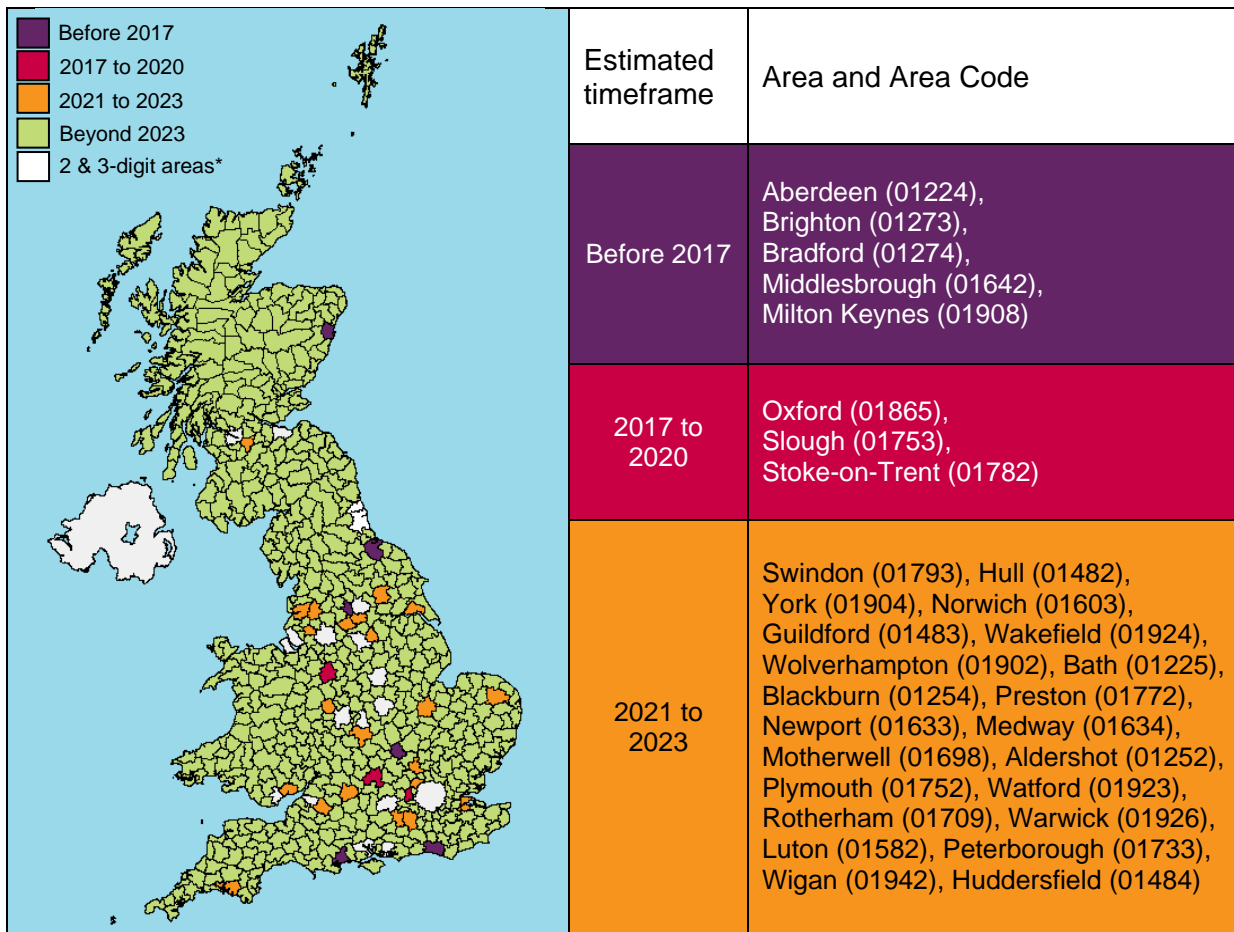 Before 2017
2017 to 2020
2021 to 2023
Beyond 2023
2 & 3-digit areas*
Estimated
timeframe
Area and Area Code
Before 2017
Aberdeen (01224),
Brighton (01273),
Bradford (01274),
Middlesbrough (01642),
Milton Keynes (01908)
2017 to
2020
Oxford (01865),
Slough (01753),
Stoke-on-Trent (01782)
2021 to
2023
Swindon (01793), Hull (01482),
York (01904), Norwich (01603),
Guildford (01483), Wakefield (01924),
Wolverhampton (01902), Bath (01225),
Blackburn (01254), Preston (01772),
Newport (01633), Medway (01634),
Motherwell (01698), Aldershot (01252),
Plymouth (01752), Watford (01923),
Rotherham (01709), Warwick (01926),
Luton (01582), Peterborough (01733),
Wigan (01942), Huddersfield (01484)